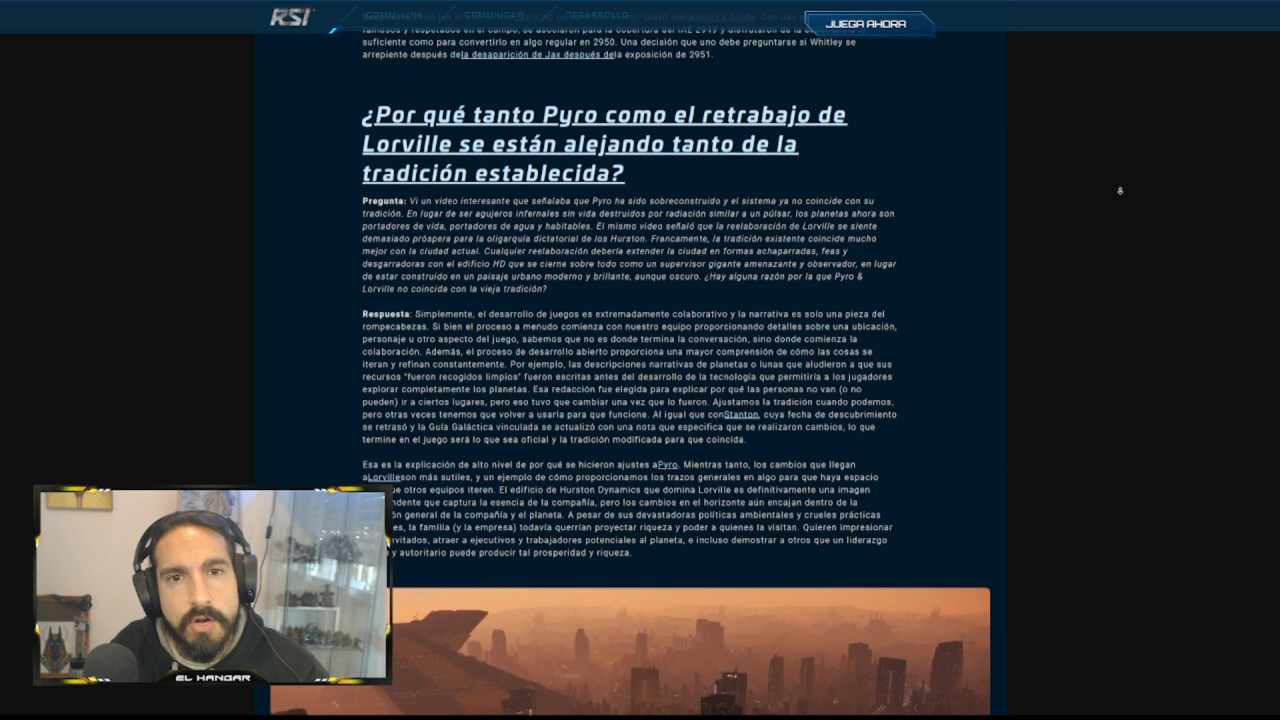 RSI
COMUNIDAD
DESARROLLO
JUEGA AHORA
famosos y respetados en el campo, se asociaron para la cobertura del IAE 2949 y disfrutaron de la experiencia lo
suficiente como para convertirlo en algo regular en 2950. Una decisión que uno debe preguntarse si Whitley se
arrepiente después dela desaparición de Jax después dela exposición de 2951.
¿Por qué tanto Pyro como el retrabajo de
Lorville se están alejando tanto de la
tradición establecida?
Pregunta: Vi un video interesante que señalaba que Pyro ha sido sobreconstruido y el sistema ya no coincide con su
tradición. En lugar de ser agujeros infernales sin vida destruidos por radiación similar a un púlsar, los planetas ahora son
portadores de vida, portadores de agua y habitables. El mismo video señaló que la reelaboración de Lorville se siente
demasiado próspera para la oligarquía dictatorial de los Hurston. Francamente, la tradición existente coincide mucho
mejor con la ciudad actual. Cualquier reelaboración debería extender la ciudad en formas achaparradas, feas y
desgarradoras con el edificio HD que se cierne sobre todo como un supervisor gigante amenazante y observador, en lugar
de estar construido en un paisaje urbano moderno y brillante, aunque oscuro. ¿Hay alguna razón por la que Pyro &
Lorville no coincida con la vieja tradición?
Respuesta: Simplemente, el desarrollo de juegos es extremadamente colaborativo y la narrativa es solo una pieza del
rompecabezas. Si bien el proceso a menudo comienza con nuestro equipo proporcionando detalles sobre una ubicación,
personaje u otro aspecto del juego, sabemos que no es donde termina la conversación, sino donde comienza la
colaboración. Además, el proceso de desarrollo abierto proporciona una mayor comprensión de cómo las cosas se
iteran y refinan constantemente. Por ejemplo, las descripciones narrativas de planetas o lunas que aludieron a que sus
recursos "fueron recogidos limpios" fueron escritas antes del desarrollo de la tecnología que permitiría a los jugadores
explorar completamente los planetas. Esa redacción fue elegida para explicar por qué las personas no van (o no
pueden) ir a ciertos lugares, pero eso tuvo que cambiar una vez que lo fueron. Ajustamos la tradición cuando podemos,
pero otras veces tenemos que volver a usarla para que funcione. Al igual que conStanton, cuya fecha de descubrimiento
se retrasó y la Guía Galáctica vinculada se actualizó con una nota que especifica que se realizaron cambios, lo que
termine en el juego será lo que sea oficial y la tradición modificada para que coincida.
Esa es la explicación de alto nivel de por qué se hicieron ajustes aPyro. Mientras tanto, los cambios que llegan
aLorvilleson más sutiles, y un ejemplo de cómo proporcionamos los trazos generales en algo para que haya espacio
que otros equipos iteren. El edificio de Hurston Dynamics que domina Lorville es definitivamente una imagen
que captura la esencia de la compañía, pero los cambios en el horizonte aún encajan dentro de la
general de la compañía y el planeta. A pesar de sus devastadoras políticas ambientales y crueles prácticas
la familia (y la empresa) todavía querrían proyectar riqueza y poder a quienes la visitan. Quieren impresionar
invitados, atraer a ejecutivos y trabajadores potenciales al planeta, e incluso demostrar a otros que un liderazgo
y autoritario puede producir tal prosperidad y riqueza.
EL HANGAR